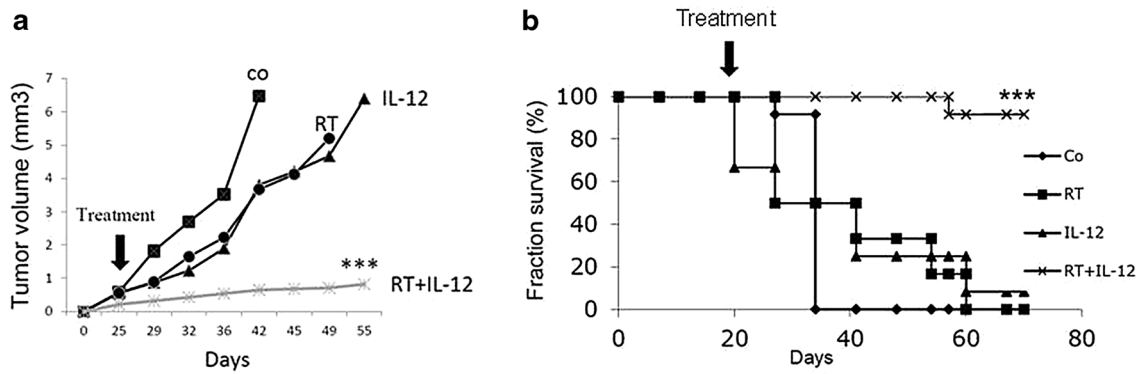 a
Tumor volume (mm3)
7
6
5
4
3
2
1
0
Treatment
co
RT
IL-12
***
RT+IL-12
0 25 29 32 36 42 45 49 55
Days
b
Treatment
Fraction survival (%)
100
80
60
40
20
0
***
Co
RT
IL-12
RT+IL-12
0 20 40 60 80
Days